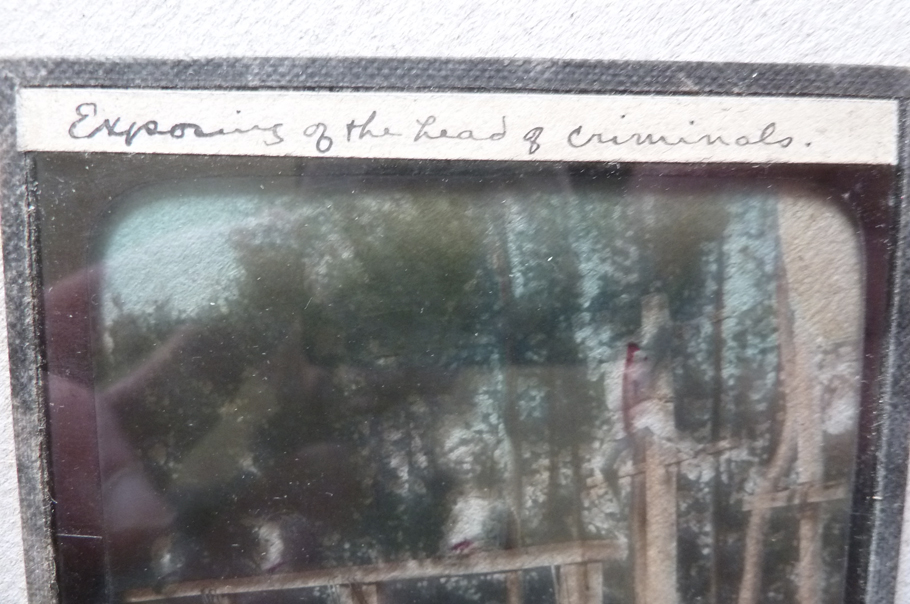 Exposing of the head of criminals.